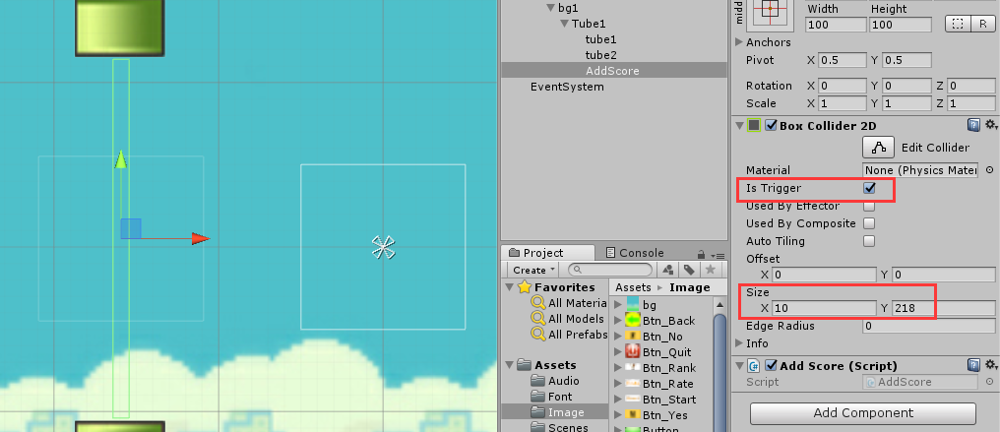 bg1
Tube1
tube1
tube2
AddScore
EventSystem
Project
Console
Create
Favorites
All Materia
All Models
All Prefabs
Assets
Audio
Font
Image
Scenes
Assets Image
bg
Btn_Back
Btn_No
Btn_Quit
Btn_Rank
Btn_Rate
Btn_Start
Btn_Yes
Button
midd
Width Height
100 100
R
Anchors
Pivot X 0.5 Y 0.5
Rotation X 0 Y 0 Z 0
Scale X 1 Y 1 Z 1
Box Collider 2D
Edit Collider
Material None (Physics Mater
Is Trigger
Used By Effector
Used By Composite
Auto Tiling
Offset
X 0 Y 0
Size
X 10 Y 218
Edge Radius 0
Info
Add Score (Script)
Script AddScore
Add Component